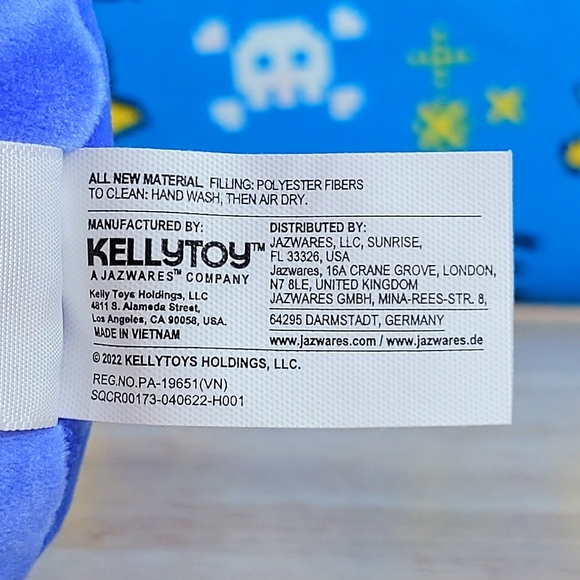 ALL NEW MATERIAL FILLING: POLYESTER FIBERS
TO CLEAN: HAND WASH, THEN AIR DRY.
MANUFACTURED BY:
KELLYTOY™
A JAZWARES™ COMPANY
Kelly Toys Holdings, LLC
4811 S. Alameda Street,
Los Angeles, CA 90058, USA.
MADE IN VIETNAM
DISTRIBUTED BY:
JAZWARES, LLC, SUNRISE,
FL 33326, USA
Jazwares, 16A CRANE GROVE, LONDON,
N7 8LE, UNITED KINGDOM
JAZWARES GMBH, MINA-REES-STR. 8,
64295 DARMSTADT, GERMANY
www.jazwares.com / www.jazwares.de
© 2022 KELLYTOYS HOLDINGS, LLC.
REG.NO.PA-19651(VN)
SQCR00173-040622-H001